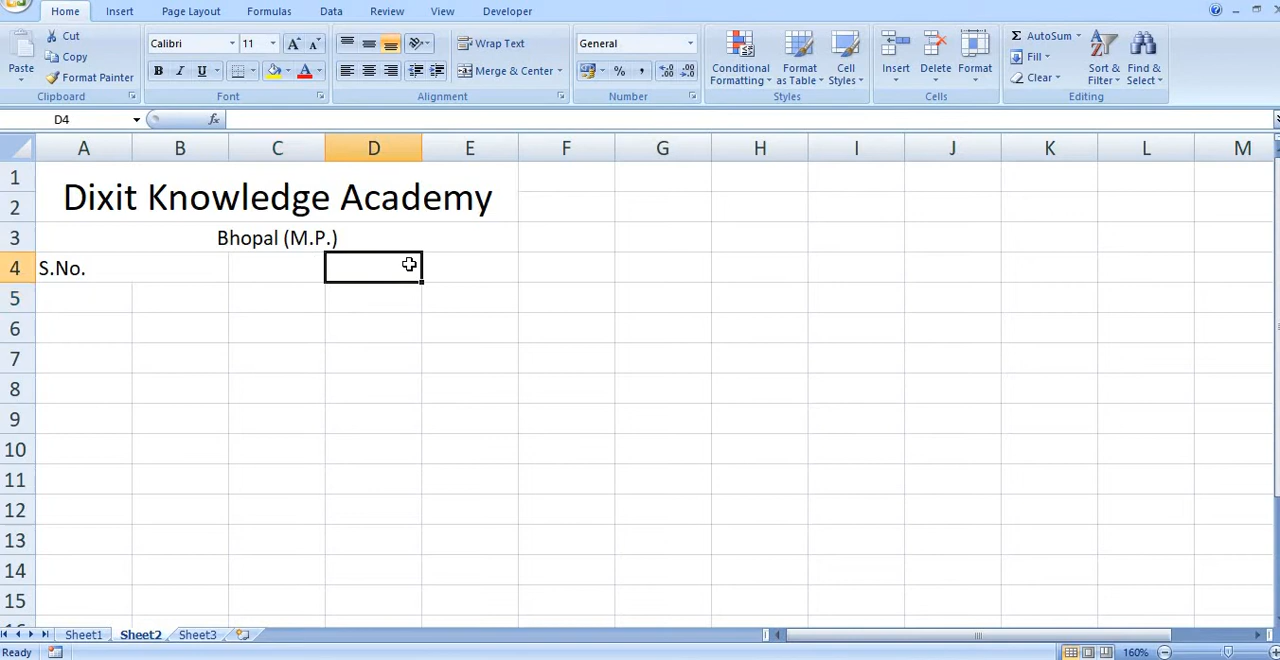 Home Insert Page Layout Formulas Data Review View Developer
Cut
Copy
Format Painter
Paste
Clipboard
Calibri 11
B I U
Font
Wrap Text
Merge & Center
Alignment
General
% ,
Number
Conditional Formatting
Format as Table
Cell Styles
Styles
Insert Delete Format
Cells
Σ AutoSum
Fill
Clear
Sort & Filter
Find & Select
Editing
D4 fx
A B C D E F G H I J K L M
1
2
Dixit Knowledge Academy
3 Bhopal (M.P.)
4 S.No.
5
6
7
8
9
10
11
12
13
14
15
Sheet1 Sheet2 Sheet3
Ready 160%